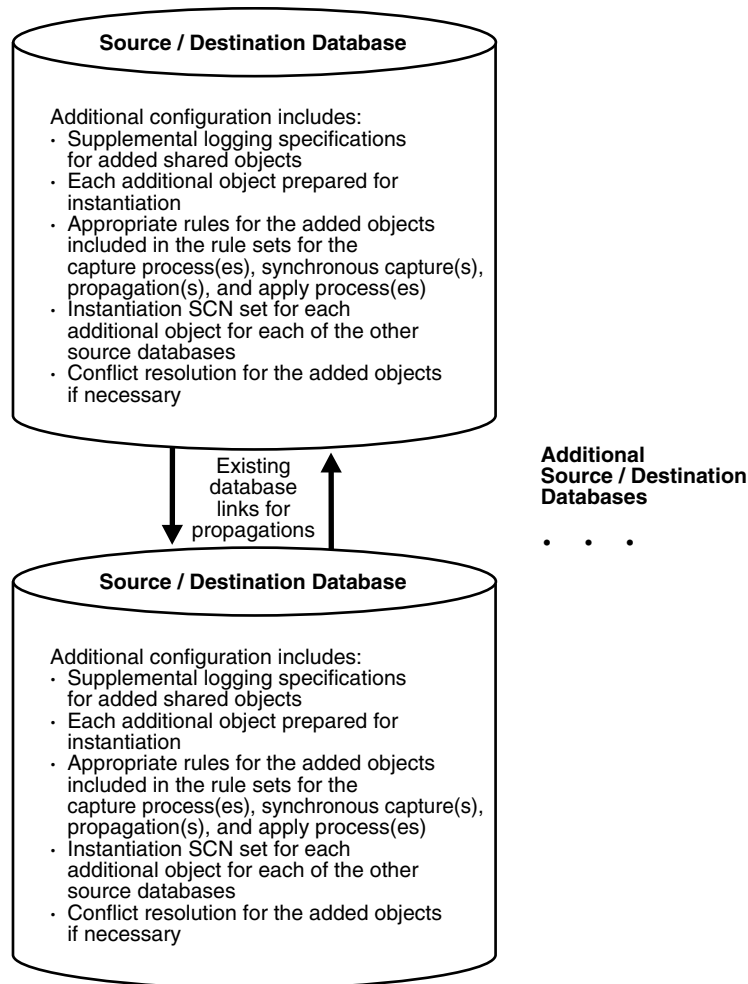 Source / Destination Database
Additional configuration includes:
· Supplemental logging specifications
for added shared objects
· Each additional object prepared for
instantiation
· Appropriate rules for the added objects
included in the rule sets for the
capture process(es), synchronous capture(s),
propagation(s), and apply process(es)
· Instantiation SCN set for each
additional object for each of the other
source databases
· Conflict resolution for the added objects
if necessary
Existing
database
links for
propagations
Additional
Source / Destination
Databases
. . .
Source / Destination Database
Additional configuration includes:
· Supplemental logging specifications
for added shared objects
· Each additional object prepared for
instantiation
· Appropriate rules for the added objects
included in the rule sets for the
capture process(es), synchronous capture(s),
propagation(s), and apply process(es)
· Instantiation SCN set for each
additional object for each of the other
source databases
· Conflict resolution for the added objects
if necessary